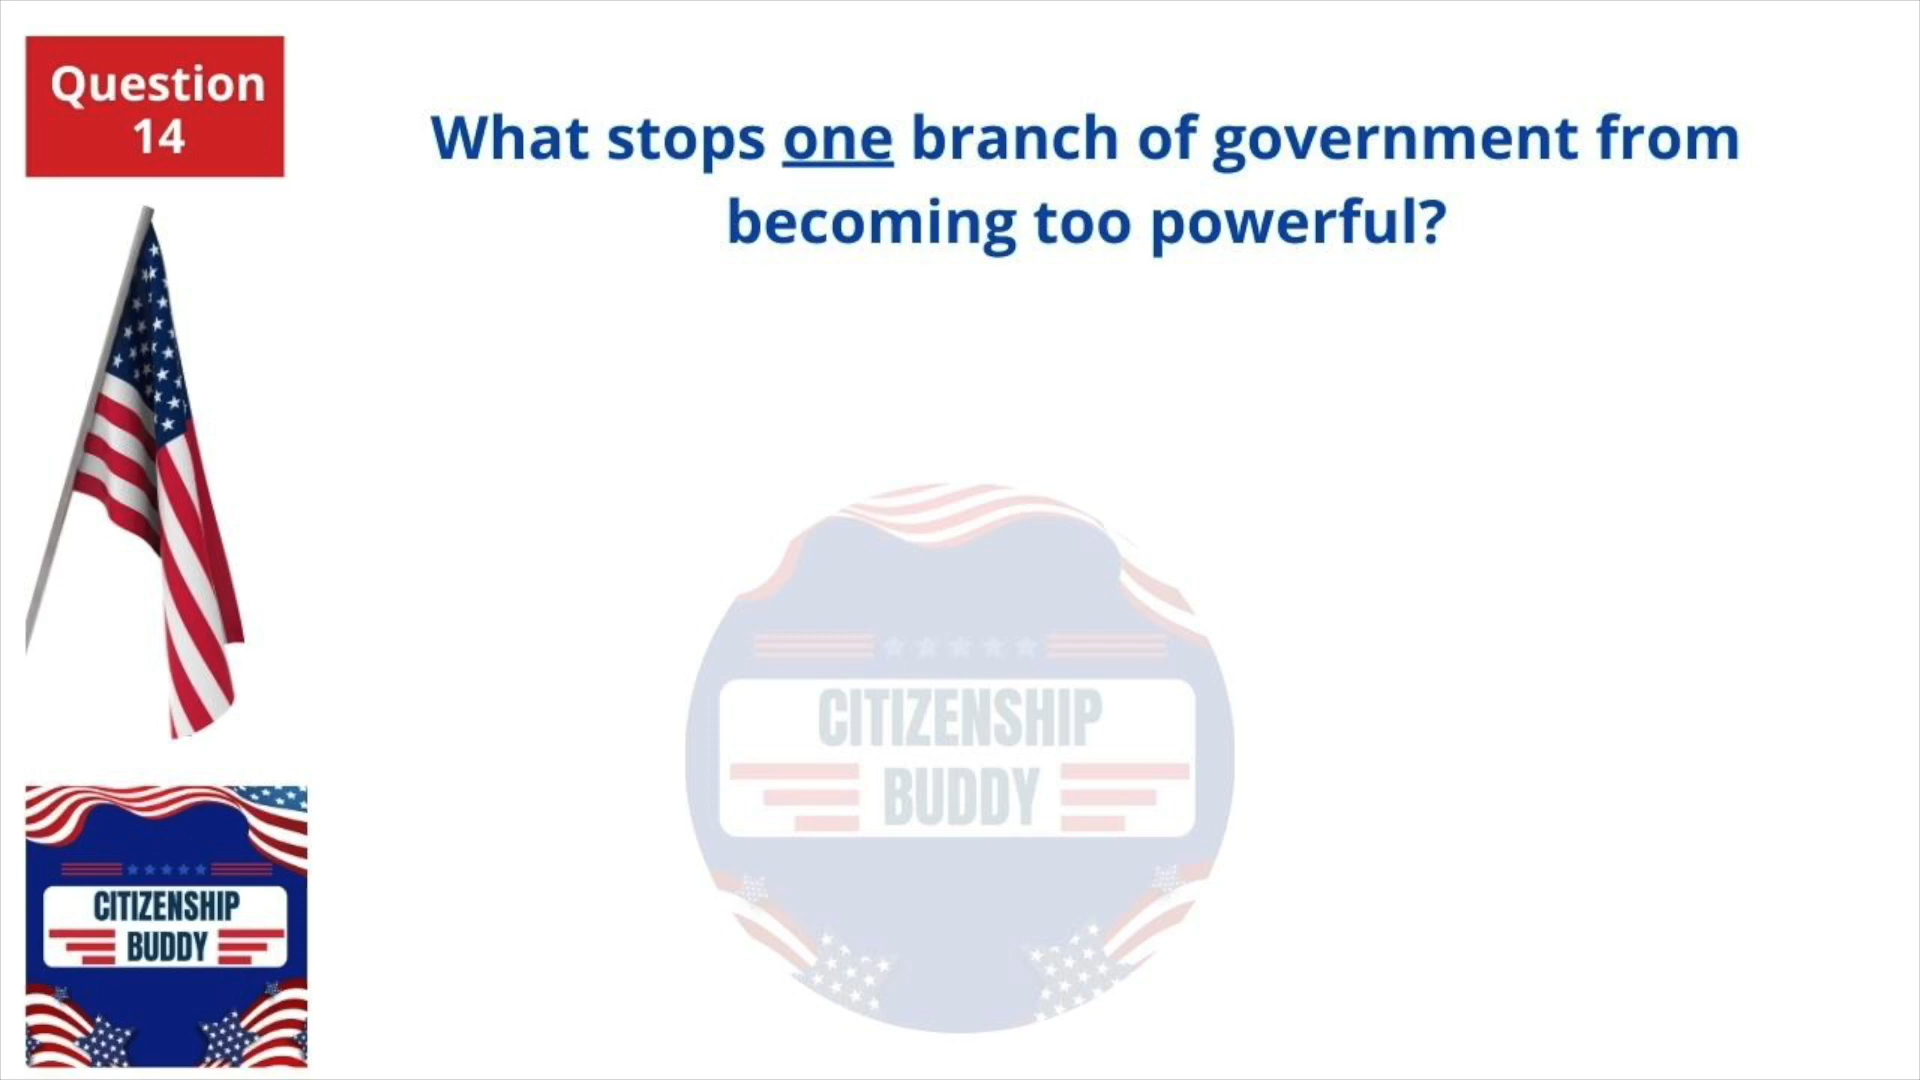 Question
14
What stops one branch of government from
becoming too powerful?
CITIZENSHIP
BUDDY
CITIZENSHIP
BUDDY